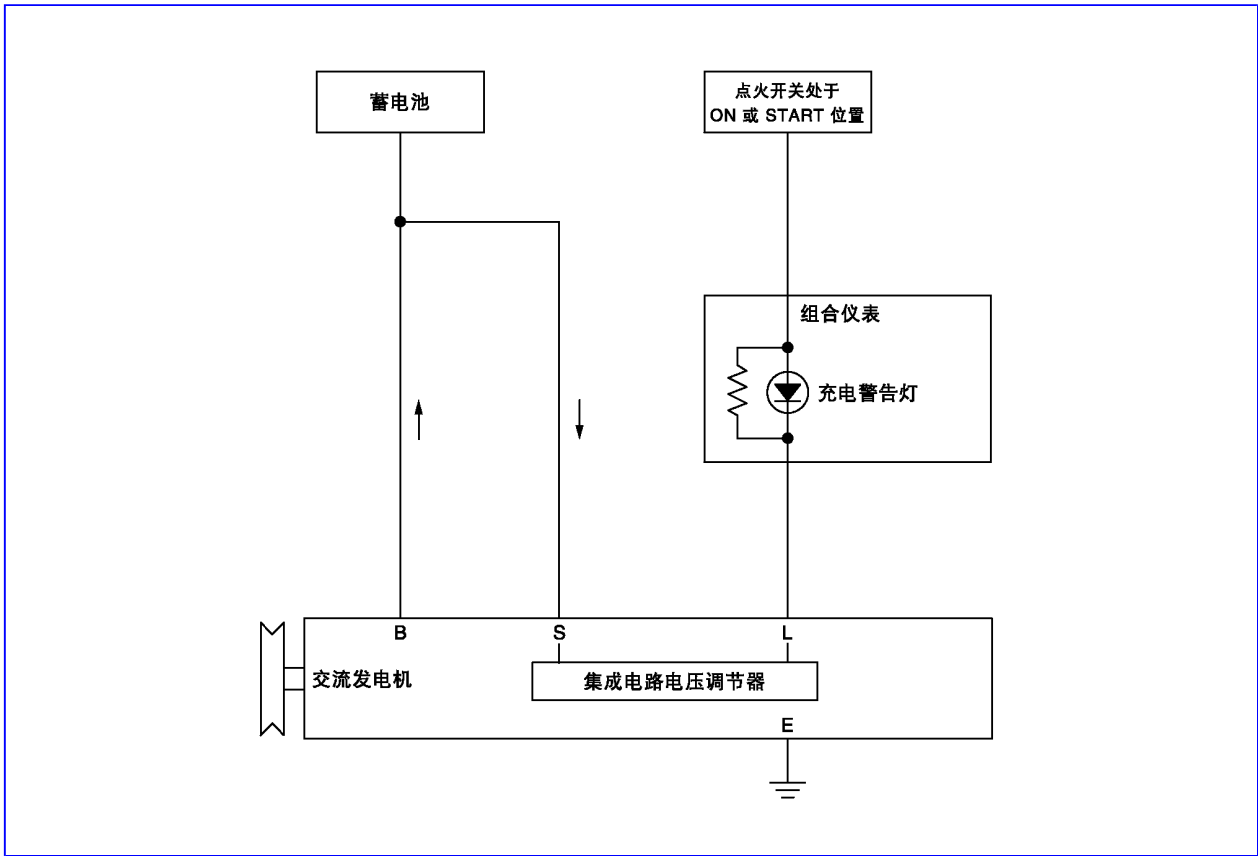 蓄电池
点火开关处于
ON 或 START 位置
组合仪表
充电警告灯
B
S
L
交流发电机
集成电路电压调节器
E